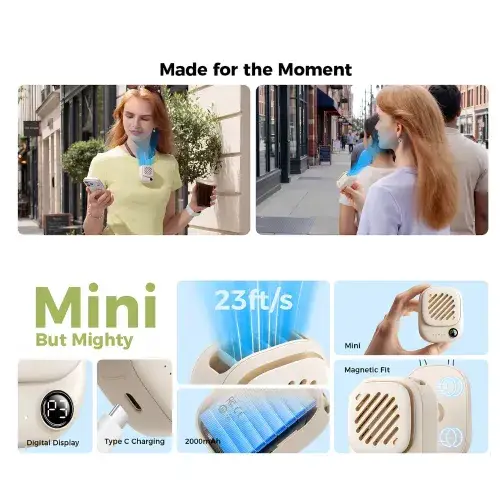 Made for the Moment
Mini
But Mighty
23ft/s
Mini
Digital Display
Type C Charging
2000mAh
Magnetic Fit